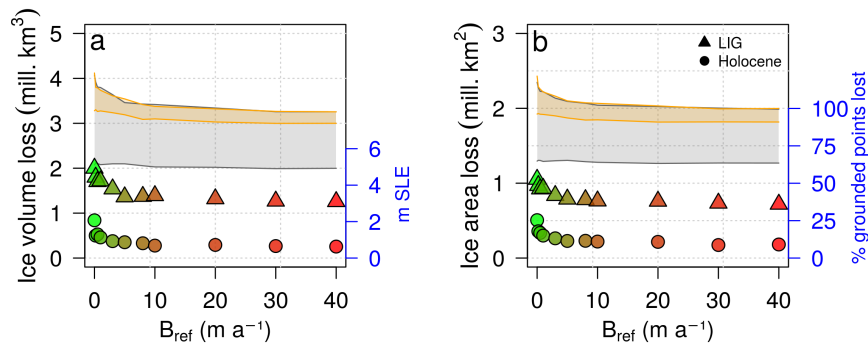 a
Ice volume loss (mill. km³)
5
4
3
2
1
0
0 10 20 30 40
B_ref (m a⁻¹)
6
4
2
0
m SLE
b
LIG
Holocene
Ice area loss (mill. km²)
3
2
1
0
0 10 20 30 40
B_ref (m a⁻¹)
100
75
50
25
0
% grounded points lost